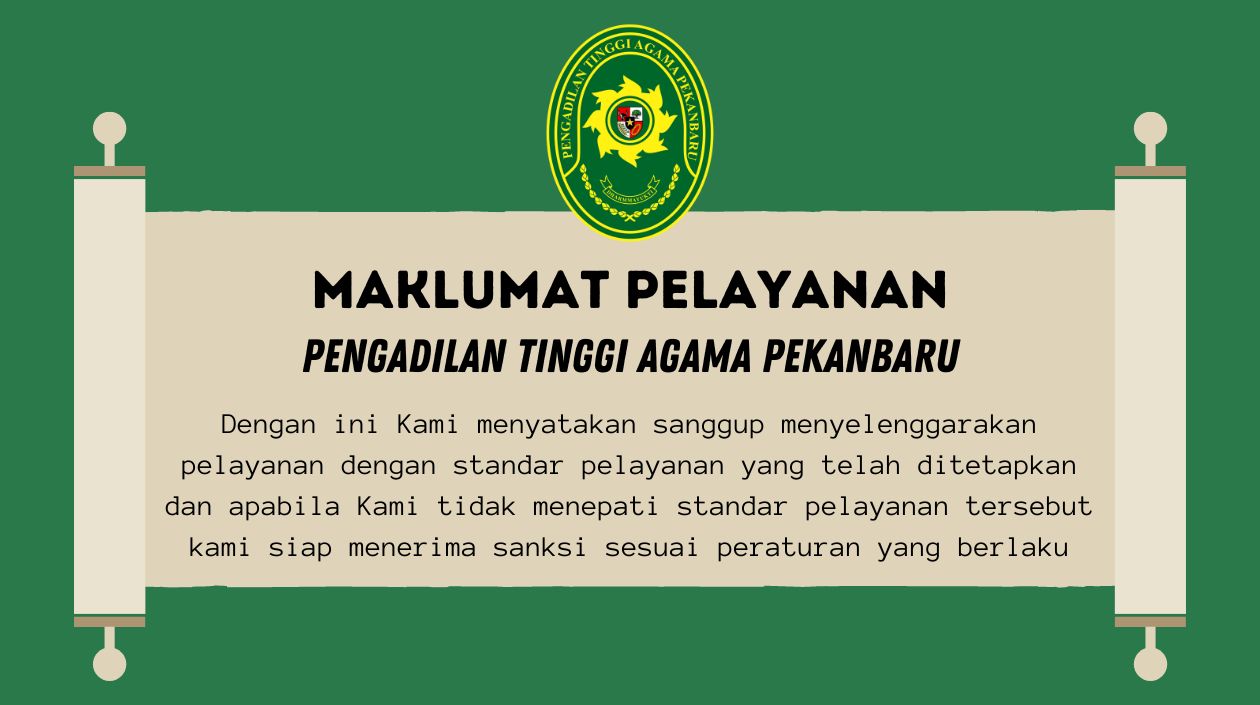 PENGADILAN TINGGI AGAMA PEKANBARU
DHARMMAYUKTI
MAKLUMAT PELAYANAN
PENGADILAN TINGGI AGAMA PEKANBARU
Dengan ini Kami menyatakan sanggup menyelenggarakan
pelayanan dengan standar pelayanan yang telah ditetapkan
dan apabila Kami tidak menepati standar pelayanan tersebut
kami siap menerima sanksi sesuai peraturan yang berlaku